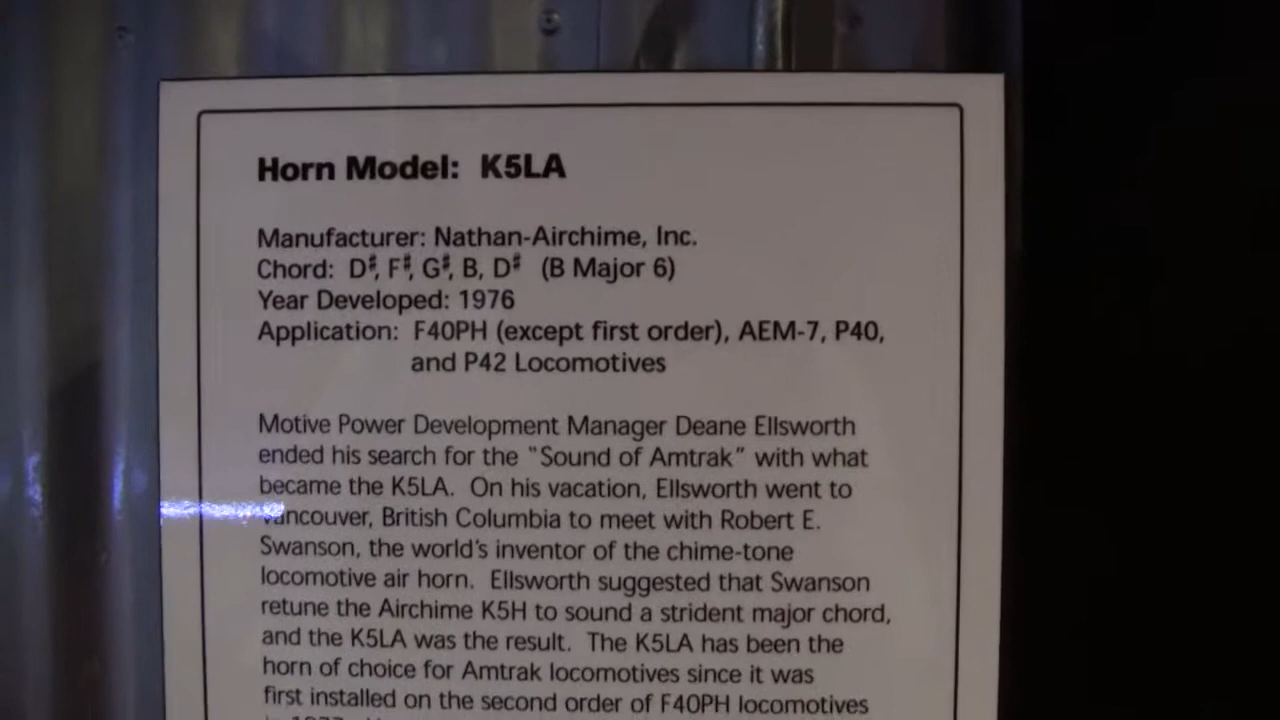 Horn Model: K5LA
Manufacturer: Nathan-Airchime, Inc.
Chord: D♯, F♯, G♯, B, D♯ (B Major 6)
Year Developed: 1976
Application: F40PH (except first order), AEM-7, P40,
and P42 Locomotives
Motive Power Development Manager Deane Ellsworth
ended his search for the "Sound of Amtrak" with what
became the K5LA. On his vacation, Ellsworth went to
Vancouver, British Columbia to meet with Robert E.
Swanson, the world's inventor of the chime-tone
locomotive air horn. Ellsworth suggested that Swanson
retune the Airchime K5H to sound a strident major chord,
and the K5LA was the result. The K5LA has been the
horn of choice for Amtrak locomotives since it was
first installed on the second order of F40PH locomotives